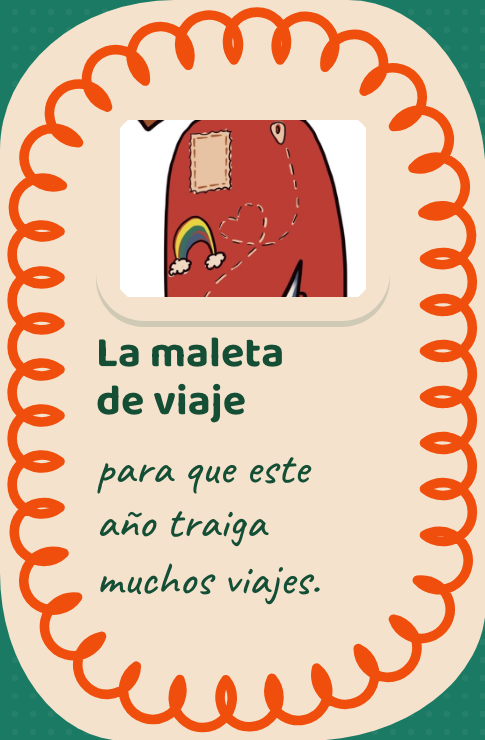 La maleta
de viaje
para que este
año traiga
muchos viajes.